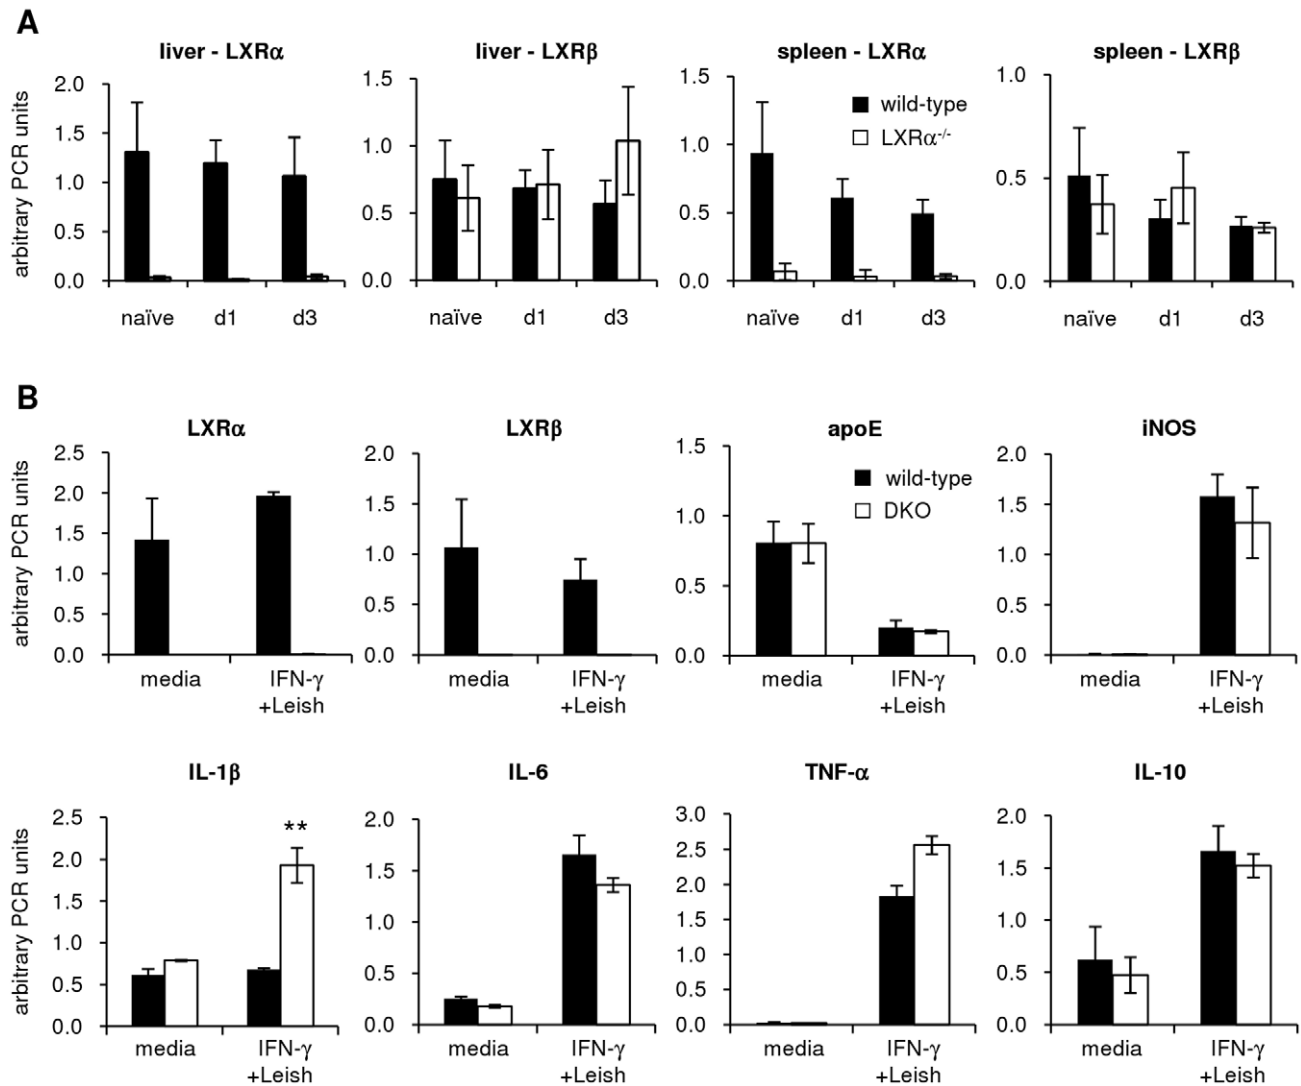 A
liver - LXRα
liver - LXRβ
spleen - LXRα
spleen - LXRβ
arbitrary PCR units
2.0
1.5
1.0
0.5
0.0
naïve d1 d3
1.5
1.0
0.5
0.0
naïve d1 d3
1.5
1.0
0.5
0.0
wild-type
LXRα-/-
naïve d1 d3
1.0
0.5
0.0
naïve d1 d3
B
LXRα
LXRβ
apoE
iNOS
arbitrary PCR units
2.5
2.0
1.5
1.0
0.5
0.0
media IFN-γ
+Leish
2.0
1.5
1.0
0.5
0.0
media IFN-γ
+Leish
1.5
1.0
0.5
0.0
wild-type
DKO
media IFN-γ
+Leish
2.0
1.5
1.0
0.5
0.0
media IFN-γ
+Leish
IL-1β
IL-6
TNF-α
IL-10
arbitrary PCR units
2.5
2.0
1.5
1.0
0.5
0.0
**
media IFN-γ
+Leish
2.0
1.5
1.0
0.5
0.0
media IFN-γ
+Leish
3.0
2.5
2.0
1.5
1.0
0.5
0.0
media IFN-γ
+Leish
2.0
1.5
1.0
0.5
0.0
media IFN-γ
+Leish